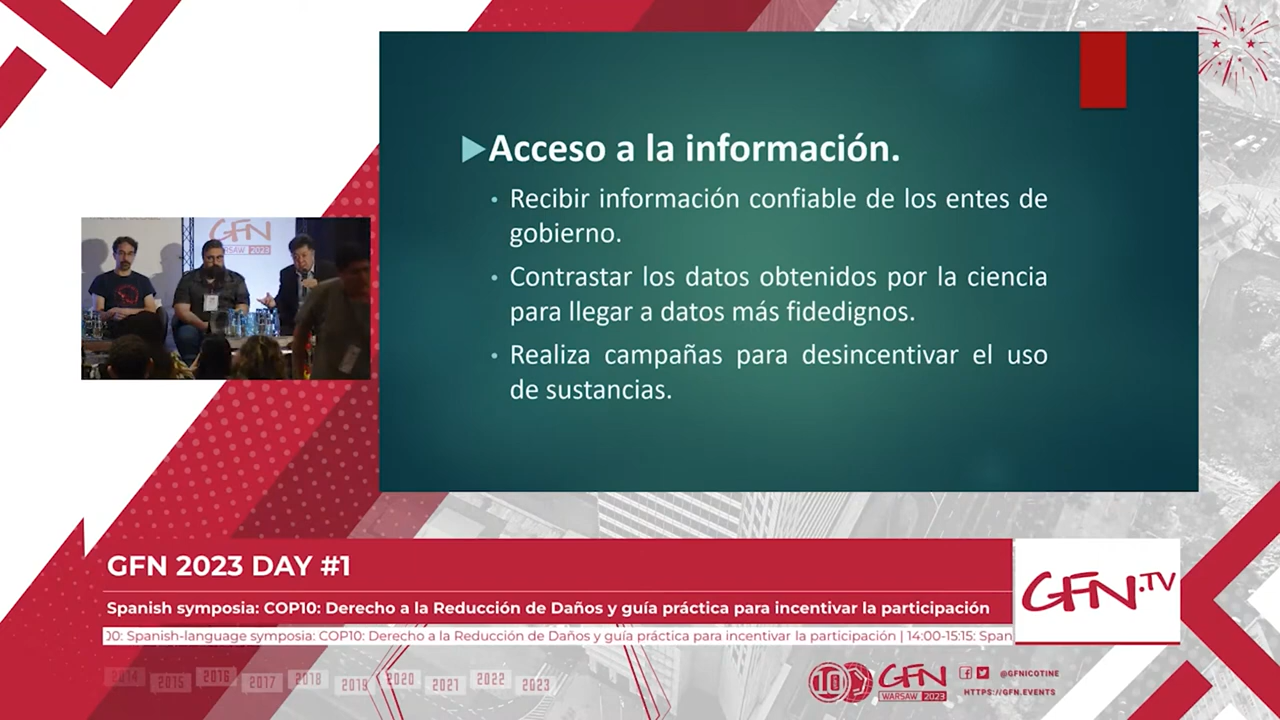 Acceso a la información.
• Recibir información confiable de los entes de
gobierno.
• Contrastar los datos obtenidos por la ciencia
para llegar a datos más fidedignos.
• Realiza campañas para desincentivar el uso
de sustancias.
GFN
WARSAW 2023
GFN 2023 DAY #1
Spanish symposia: COP10: Derecho a la Reducción de Daños y guía práctica para incentivar la participación
00: Spanish-language symposia: COP10: Derecho a la Reducción de Daños y guía práctica para incentivar la participación | 14:00-15:15: Span
GFN.TV
2014 2015 2016 2017 2018 2019 2020 2021 2022 2023
10
GFN
WARSAW 2023
@GFNICOTINE
HTTPS://GFN.EVENTS